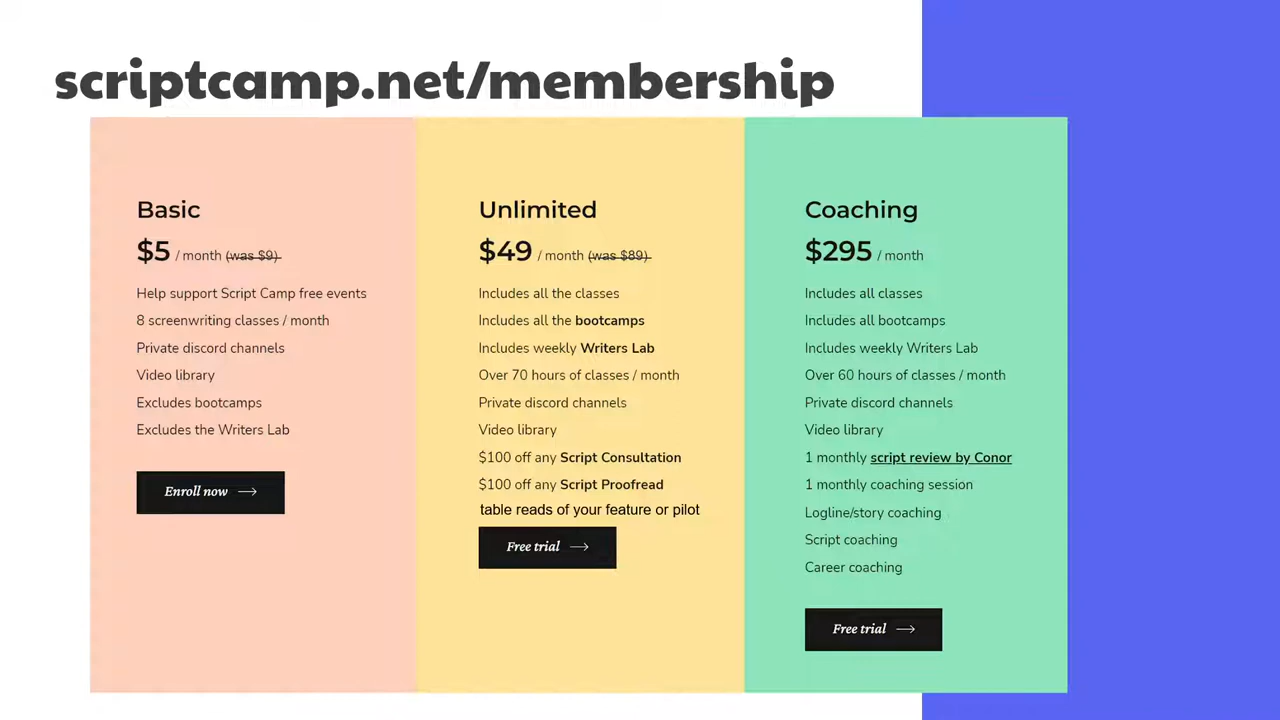 scriptcamp.net/membership
Basic
$5 / month (was $9)
Help support Script Camp free events
8 screenwriting classes / month
Private discord channels
Video library
Excludes bootcamps
Excludes the Writers Lab
Enroll now →
Unlimited
$49 / month (was $89)
Includes all the classes
Includes all the bootcamps
Includes weekly Writers Lab
Over 70 hours of classes / month
Private discord channels
Video library
$100 off any Script Consultation
$100 off any Script Proofread
table reads of your feature or pilot
Free trial →
Coaching
$295 / month
Includes all classes
Includes all bootcamps
Includes weekly Writers Lab
Over 60 hours of classes / month
Private discord channels
Video library
1 monthly script review by Conor
1 monthly coaching session
Logline/story coaching
Script coaching
Career coaching
Free trial →